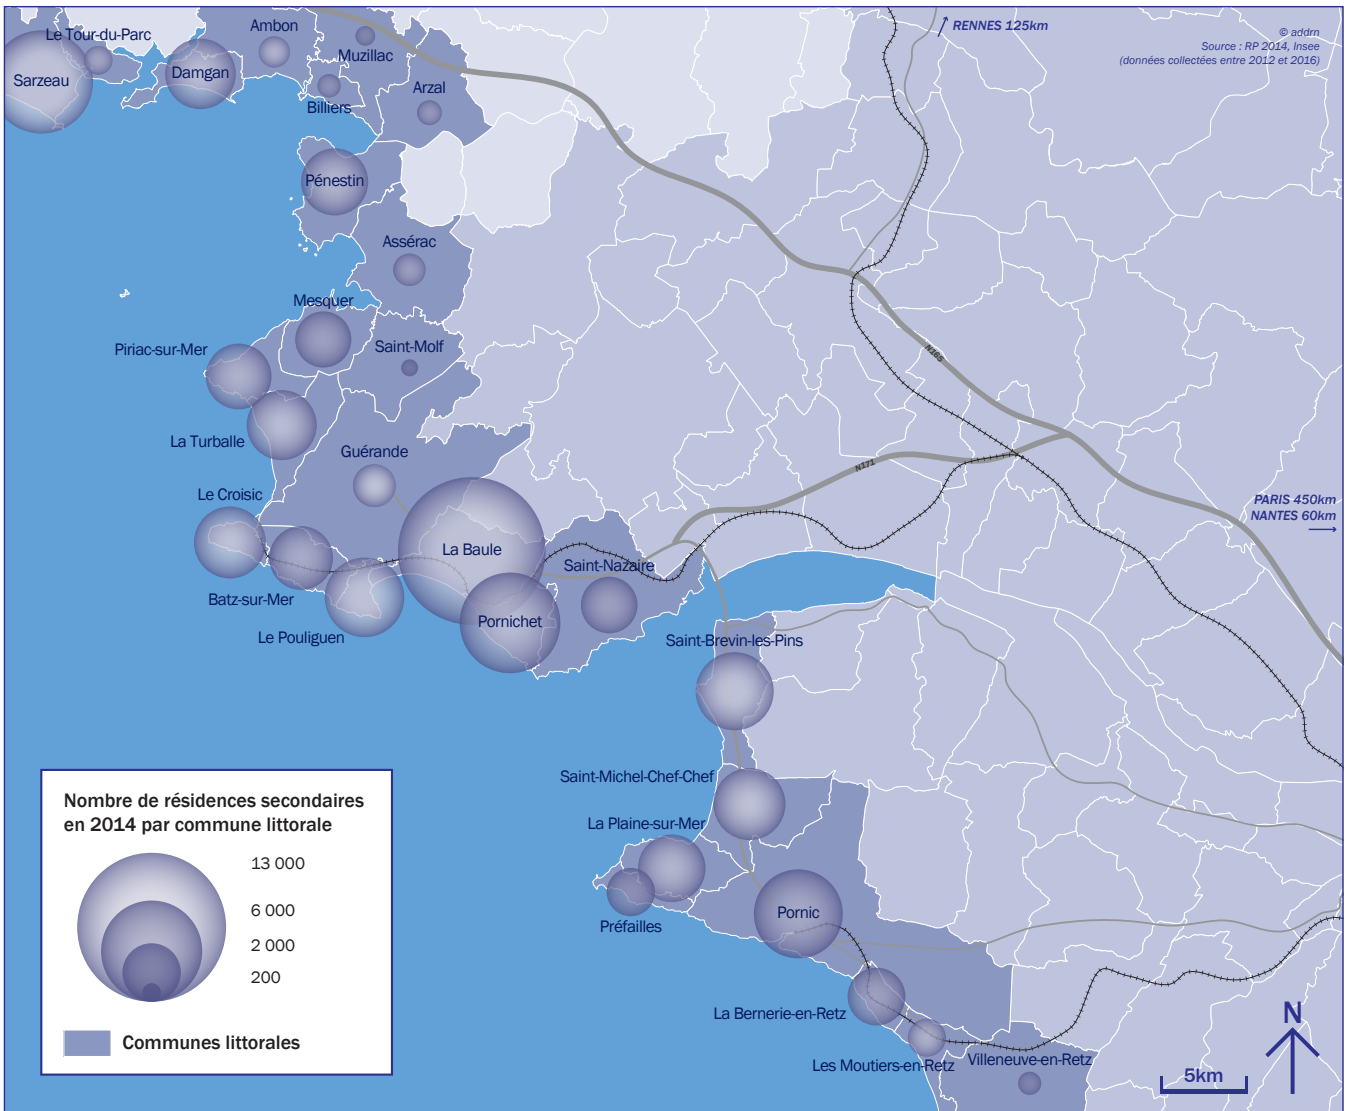 RENNES 125km
© addrn
Source : RP 2014, Insee
(données collectées entre 2012 et 2016)
Ambon
Le Tour-du-Parc
Muzillac
Sarzeau
Damgan
Arzal
Billiers
Pénestin
Assérac
Mesquer
Piriac-sur-Mer
Saint-Molf
N165
La Turballe
Guérande
N171
Le Croisic
PARIS 450km
NANTES 60km
La Baule
Saint-Nazaire
Batz-sur-Mer
Pornichet
Le Pouliguen
Saint-Brevin-les-Pins
Saint-Michel-Chef-Chef
La Plaine-sur-Mer
Pornic
Préfailles
La Bernerie-en-Retz
Les Moutiers-en-Retz
Villeneuve-en-Retz
Nombre de résidences secondaires
en 2014 par commune littorale
13 000
6 000
2 000
200
Communes littorales
N
5km